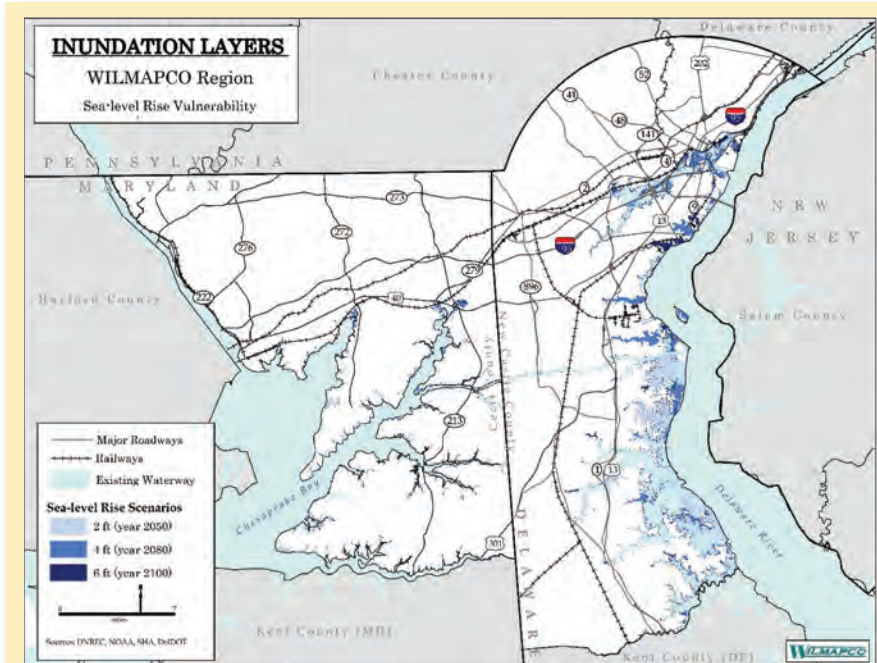 INUNDATION LAYERS
WILMAPCO Region
Sea-level Rise Vulnerability
Delaware County
Chester County
202
52
41
48
141
95
4
2
PENNSYLVANIA
MARYLAND
273
9
13
NEW
JERSEY
276
272
95
279
222
Harford County
40
896
Salem County
New Castle County
Cecil County
213
Major Roadways
Railways
Existing Waterway
Sea-level Rise Scenarios
2 ft (year 2050)
4 ft (year 2080)
6 ft (year 2100)
1
13
Chesapeake Bay
Delaware River
301
DELAWARE
0
7
Sources: DNREC, NOAA, SHA, DelDOT
Kent County (MD)
Kent County (DE)
WILMAPCO